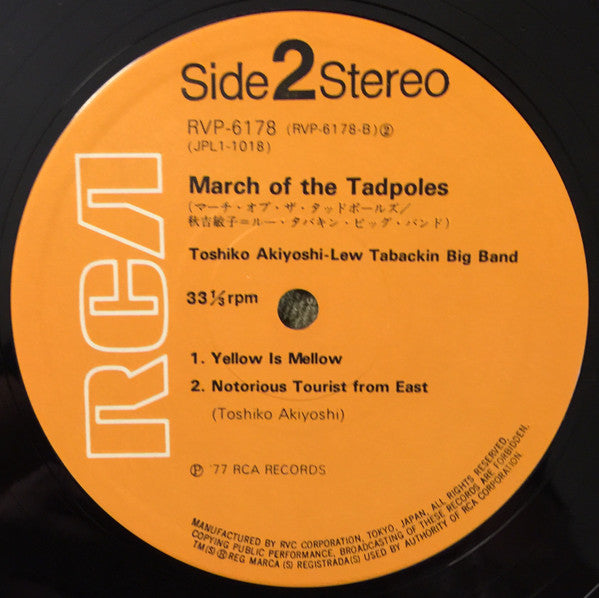 Side 2 Stereo
RVP-6178 (RVP-6178-B)②
(JPL1-1018)
March of the Tadpoles
(マーチ・オブ・ザ・タッドポールズ/
秋吉敏子=ルー・タバキン・ビッグ・バンド)
Toshiko Akiyoshi-Lew Tabackin Big Band
33⅓rpm
1. Yellow Is Mellow
2. Notorious Tourist from East
(Toshiko Akiyoshi)
Ⓟ '77 RCA RECORDS
RCA
MANUFACTURED BY RVC CORPORATION, TOKYO, JAPAN, ALL RIGHTS RESERVED,
COPYING PUBLIC PERFORMANCE, BROADCASTING OF THESE RECORDS ARE FORBIDDEN.
TM(S)®REG. MARCA(S) REGISTRADA(S) USED BY AUTHORITY OF RCA CORPORATION